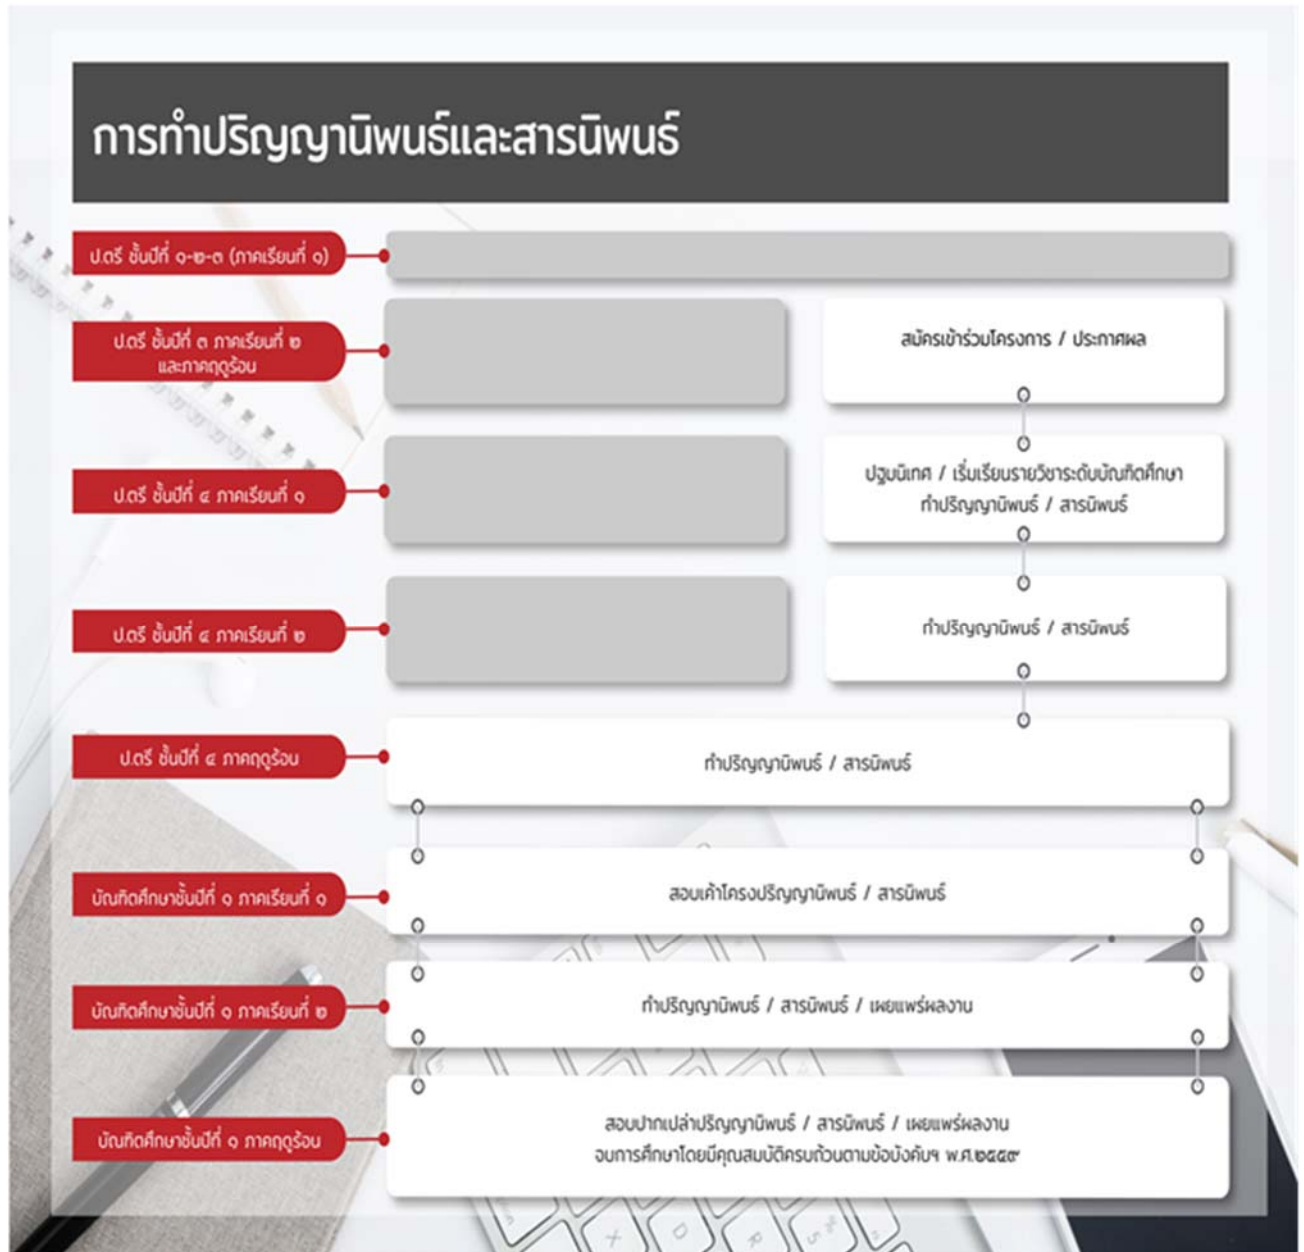 การทำปริญญานิพนธ์และสารนิพนธ์
ป.ตรี ชั้นปีที่ ๑-๒-๓ (ภาคเรียนที่ ๑)
ป.ตรี ชั้นปีที่ ๓ ภาคเรียนที่ ๒
และภาคฤดูร้อน
สมัครเข้าร่วมโครงการ / ประกาศผล
ป.ตรี ชั้นปีที่ ๔ ภาคเรียนที่ ๑
ปฐมนิเทศ / เริ่มเรียนรายวิชาระดับบัณฑิตศึกษา
ทำปริญญานิพนธ์ / สารนิพนธ์
ป.ตรี ชั้นปีที่ ๔ ภาคเรียนที่ ๒
ทำปริญญานิพนธ์ / สารนิพนธ์
ป.ตรี ชั้นปีที่ ๔ ภาคฤดูร้อน
ทำปริญญานิพนธ์ / สารนิพนธ์
บัณฑิตศึกษาชั้นปีที่ ๑ ภาคเรียนที่ ๑
สอบเค้าโครงปริญญานิพนธ์ / สารนิพนธ์
บัณฑิตศึกษาชั้นปีที่ ๑ ภาคเรียนที่ ๒
ทำปริญญานิพนธ์ / สารนิพนธ์ / เผยแพร่ผลงาน
บัณฑิตศึกษาชั้นปีที่ ๑ ภาคฤดูร้อน
สอบปากเปล่าปริญญานิพนธ์ / สารนิพนธ์ / เผยแพร่ผลงาน
จบการศึกษาโดยมีคุณสมบัติครบถ้วนตามข้อบังคับฯ พ.ศ.๒๕๕๙